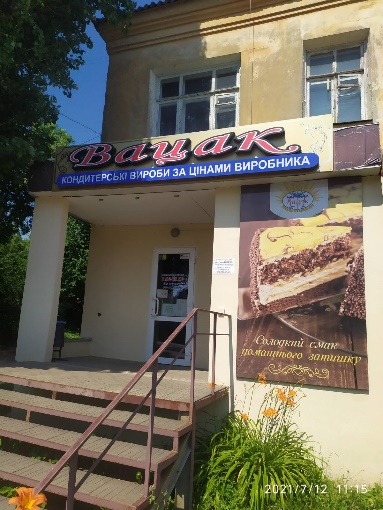 Вацак
КОНДИТЕРСЬКІ ВИРОБИ ЗА ЦІНАМИ ВИРОБНИКА
Солодкий смак
домашнього затишку
2021/7/12 11:15